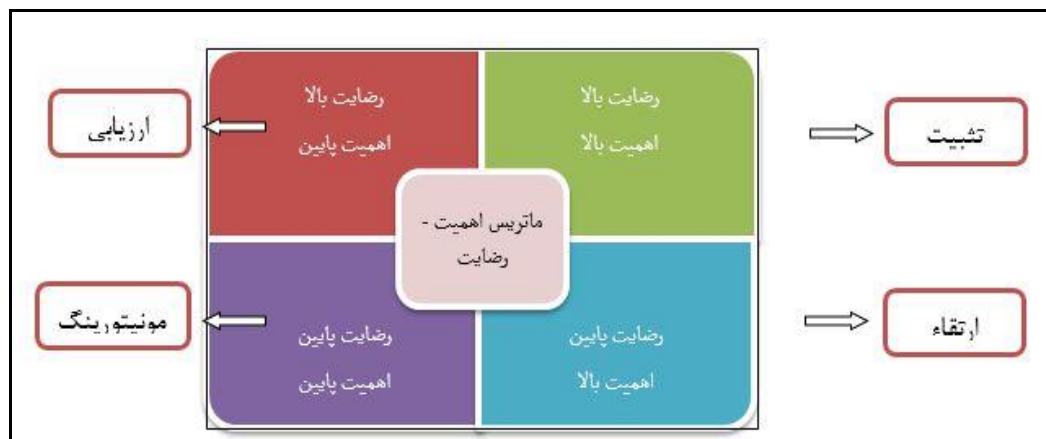 رضایت بالا
اهمیت بالا
تثبیت
رضایت بالا
اهمیت پایین
ارزیابی
ماتریس اهمیت -
رضایت
رضایت پایین
اهمیت بالا
ارتقاء
رضایت پایین
اهمیت پایین
مونیتورینگ